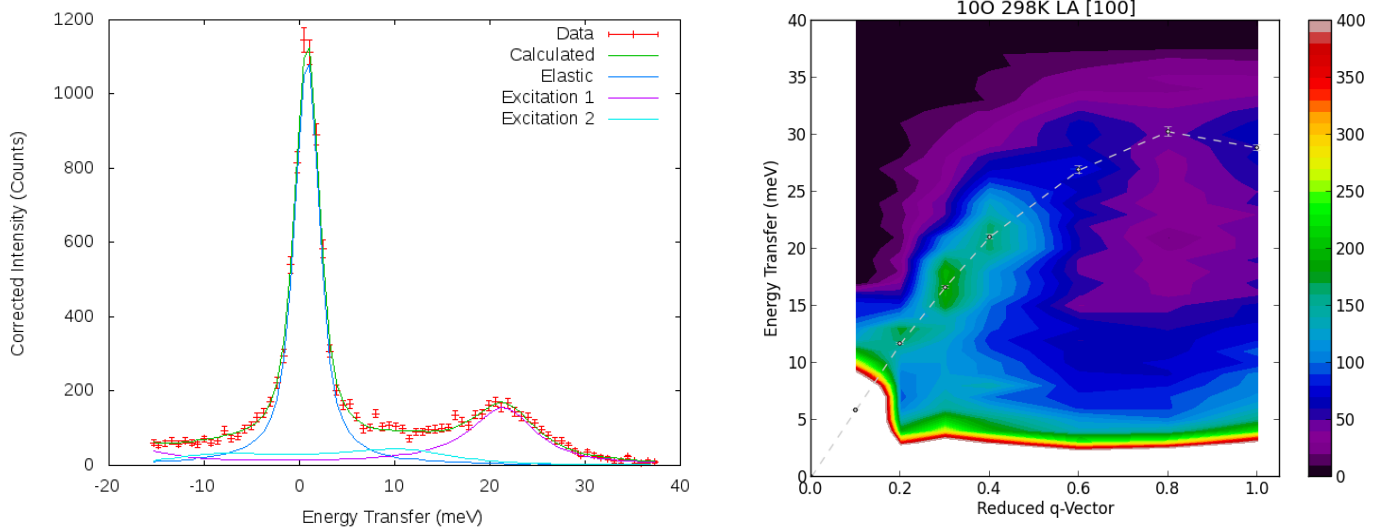 1200
1000
800
600
400
200
0
-20 -10 0 10 20 30 40
Corrected Intensity (Counts)
Energy Transfer (meV)
Data
Calculated
Elastic
Excitation 1
Excitation 2
10O 298K LA [100]
40
35
30
25
20
15
10
5
0
0.0 0.2 0.4 0.6 0.8 1.0
Energy Transfer (meV)
Reduced q-Vector
400
350
300
250
200
150
100
50
0